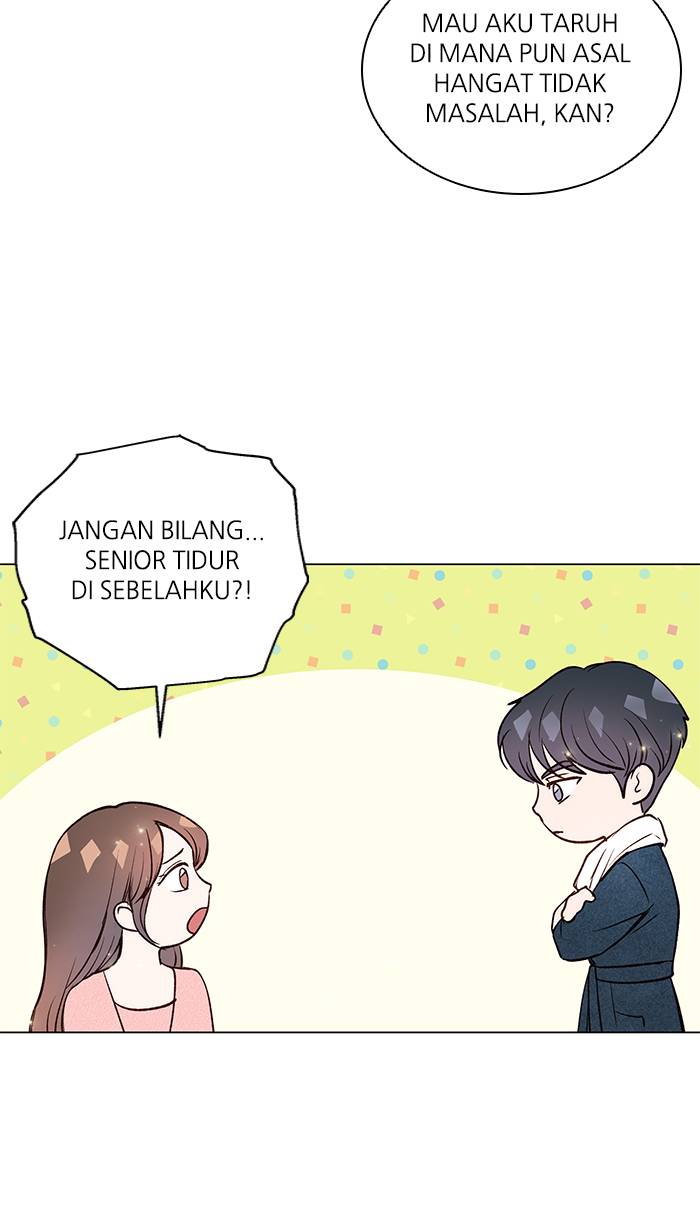 MAU AKU TARUH
DI MANA PUN ASAL
HANGAT TIDAK
MASALAH, KAN?
JANGAN BILANG...
SENIOR TIDUR
DI SEBELAHKU?!